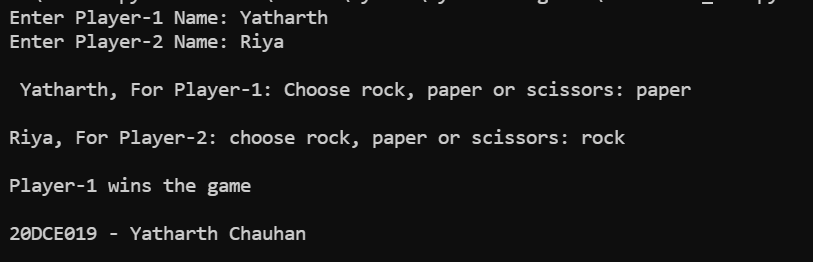 Enter Player-1 Name: Yatharth
Enter Player-2 Name: Riya
Yatharth, For Player-1: Choose rock, paper or scissors: paper
Riya, For Player-2: choose rock, paper or scissors: rock
Player-1 wins the game
20DCE019 - Yatharth Chauhan